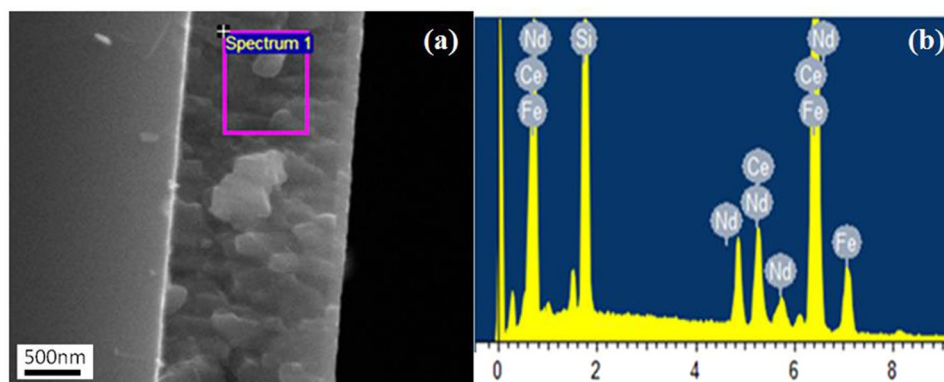 Spectrum 1
(a)
500nm
(b)
Nd
Ce
Fe
Si
Nd
Ce
Nd
Nd
Nd
Ce
Fe
Fe
0 2 4 6 8